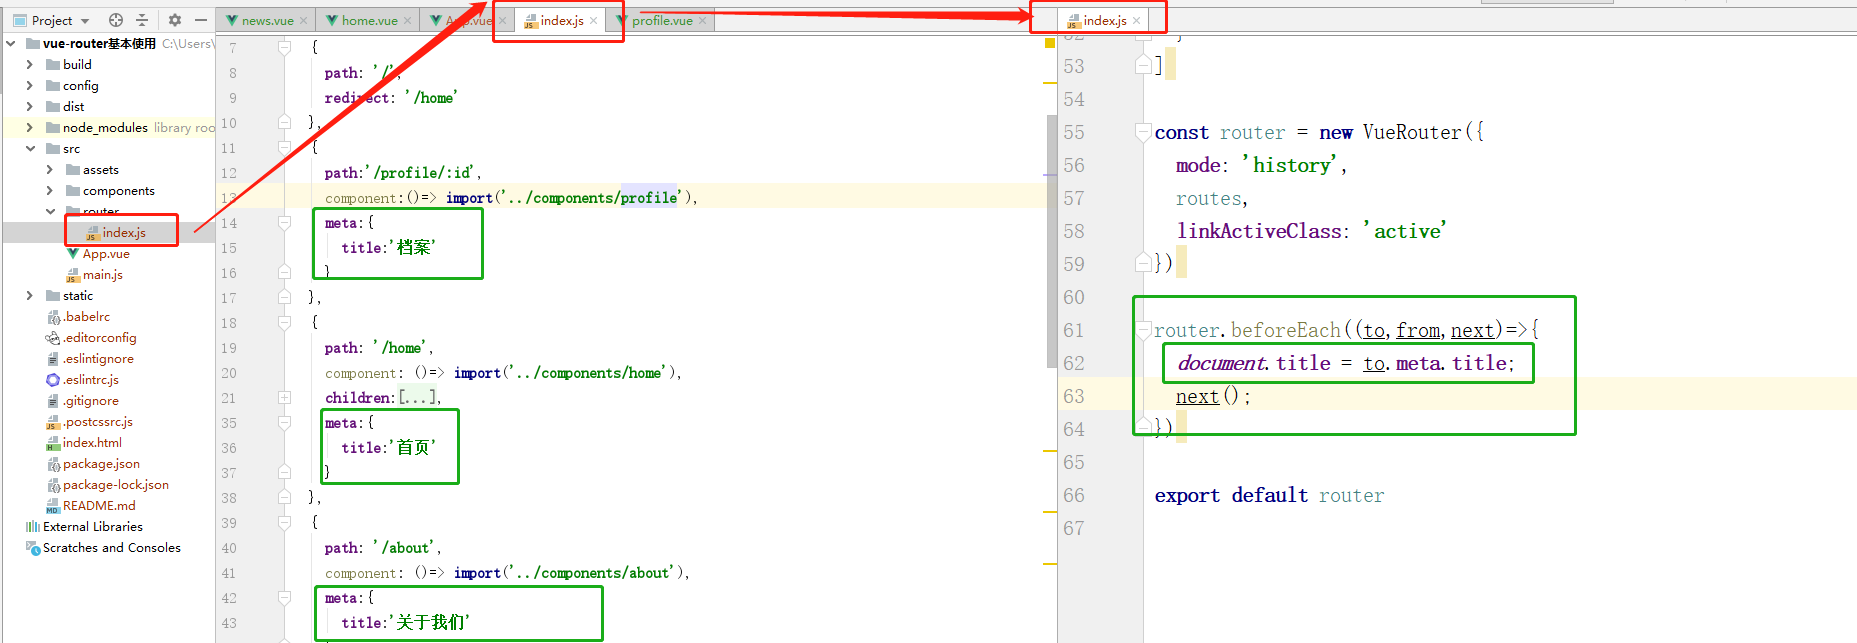 Project
news.vue
home.vue
App.vue
index.js
profile.vue
index.js
vue-router基本使用 C:\Users\
build
config
dist
node_modules library roo
src
assets
components
router
index.js
App.vue
main.js
static
.babelrc
.editorconfig
.eslintignore
.eslintrc.js
.gitignore
.postcssrc.js
index.html
package.json
package-lock.json
README.md
External Libraries
Scratches and Consoles
7 {
8 path: '/',
9 redirect: '/home'
10 },
11 {
12 path:'/profile/:id',
13 component:()=> import('../components/profile'),
14 meta:{
15 title:'档案'
16 }
17 },
18 {
19 path: '/home',
20 component: ()=> import('../components/home'),
21 children:[...],
35 meta:{
36 title:'首页'
37 }
38 },
39 {
40 path: '/about',
41 component: ()=> import('../components/about'),
42 meta:{
43 title:'关于我们'
52 }
53 ]
54
55 const router = new VueRouter({
56 mode: 'history',
57 routes,
58 linkActiveClass: 'active'
59 })
60
61 router.beforeEach((to,from,next)=>{
62 document.title = to.meta.title;
63 next();
64 })
65
66 export default router
67